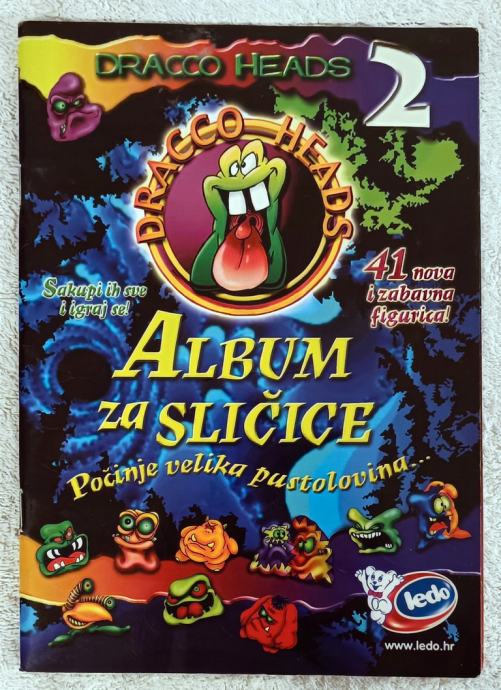 DRACCO HEADS 2
DRACCO HEADS
Sakupi ih sve
i igraj se!
41 nova
i zabavna
figurica!
ALBUM
za SLIČICE
Počinje velika pustolovina...
ledo
www.ledo.hr